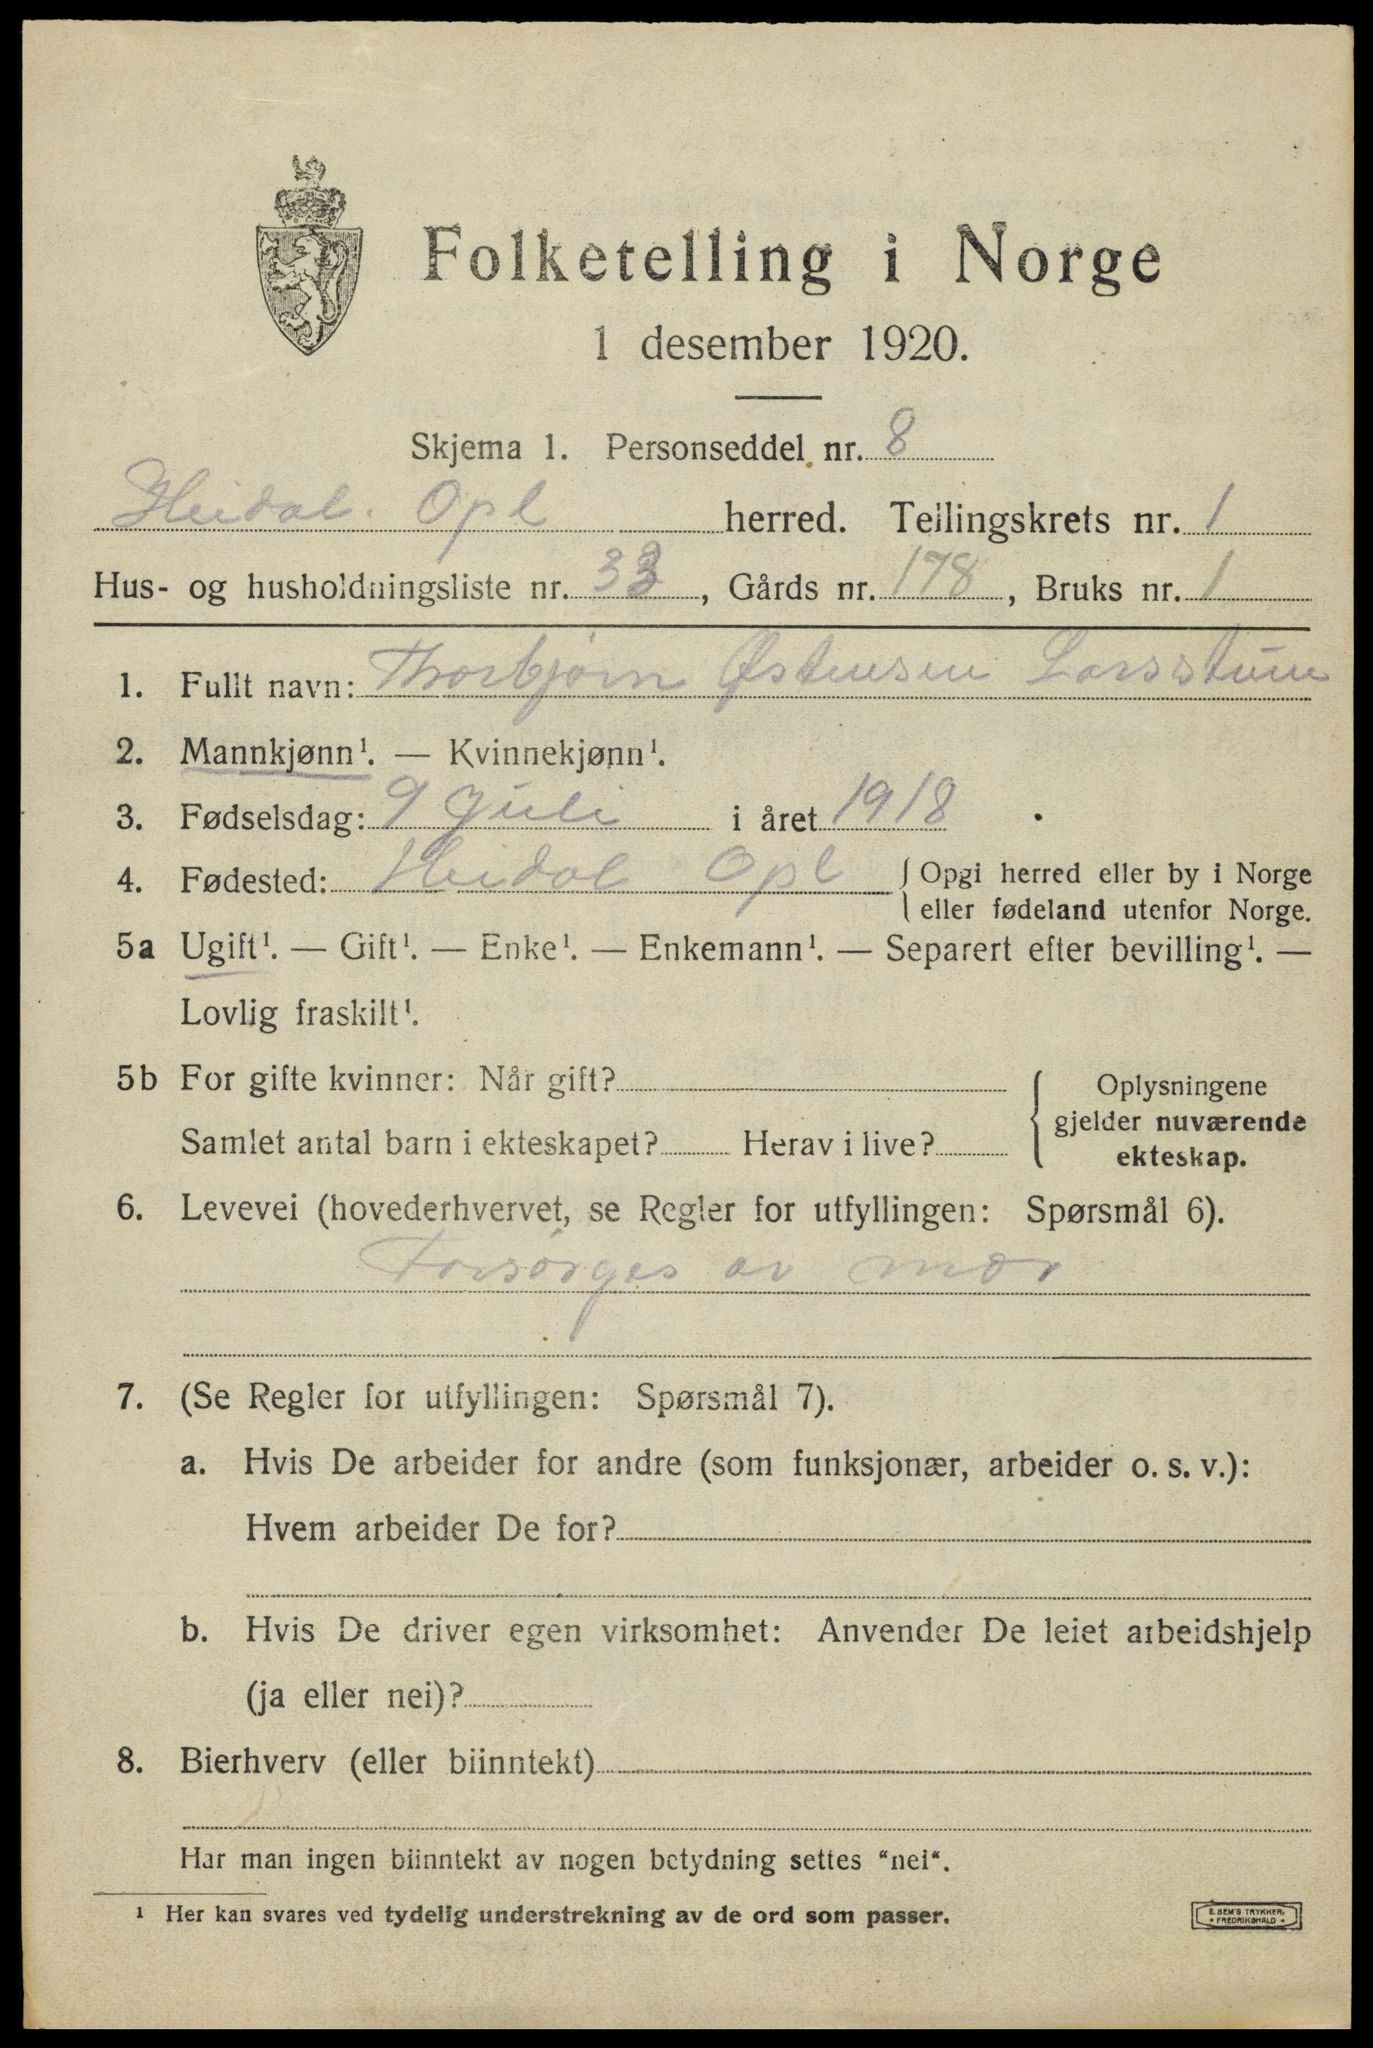 Folketelling i Norge
1 desember 1920.
Skjema 1. Personseddel nr. 8
Heidal. Opl herred. Tellingskrets nr. 1
Hus- og husholdningsliste nr. 33, Gårds nr. 178, Bruks nr. 1
1. Fullt navn: Thorbjørn Østensen Larsstuen
2. Mannkjønn¹. — Kvinnekjønn¹.
3. Fødselsdag: 9 Juli i året 1918
4. Fødested: Heidal Opl {Opgi herred eller by i Norge
eller fødeland utenfor Norge.
5a Ugift¹. — Gift¹. — Enke¹. — Enkemann¹. — Separert efter bevilling¹. —
Lovlig fraskilt¹.
5b For gifte kvinner: Når gift?
Samlet antal barn i ekteskapet? Herav i live?
Oplysningene
gjelder nuværende
ekteskap.
6. Levevei (hovederhvervet, se Regler for utfyllingen: Spørsmål 6).
Forsørges av mor
7. (Se Regler for utfyllingen: Spørsmål 7).
a. Hvis De arbeider for andre (som funksjonær, arbeider o. s. v.):
Hvem arbeider De for?
b. Hvis De driver egen virksomhet: Anvender De leiet arbeidshjelp
(ja eller nei)?
8. Bierhverv (eller biinntekt)
Har man ingen biinntekt av nogen betydning settes "nei".
¹ Her kan svares ved tydelig understrekning av de ord som passer.
E. SEM'S TRYKKERI
• FREDRIKSHALD •